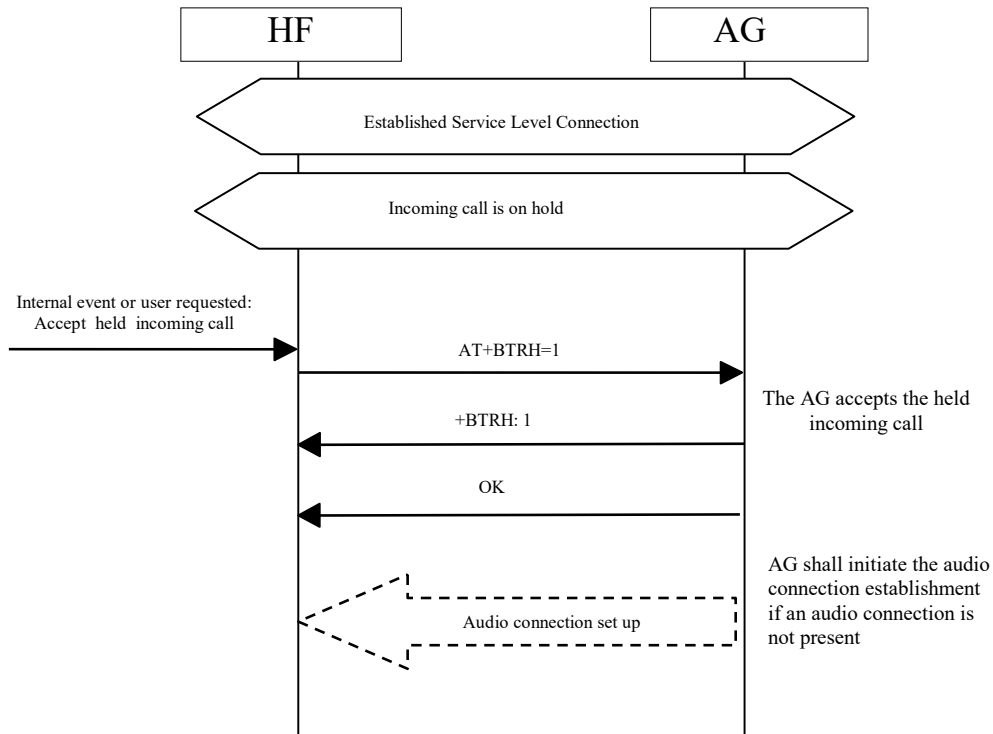 HF
AG
Established Service Level Connection
Incoming call is on hold
Internal event or user requested:
Accept held incoming call
AT+BTRH=1
The AG accepts the held
incoming call
+BTRH: 1
OK
AG shall initiate the audio
connection establishment
if an audio connection is
not present
Audio connection set up